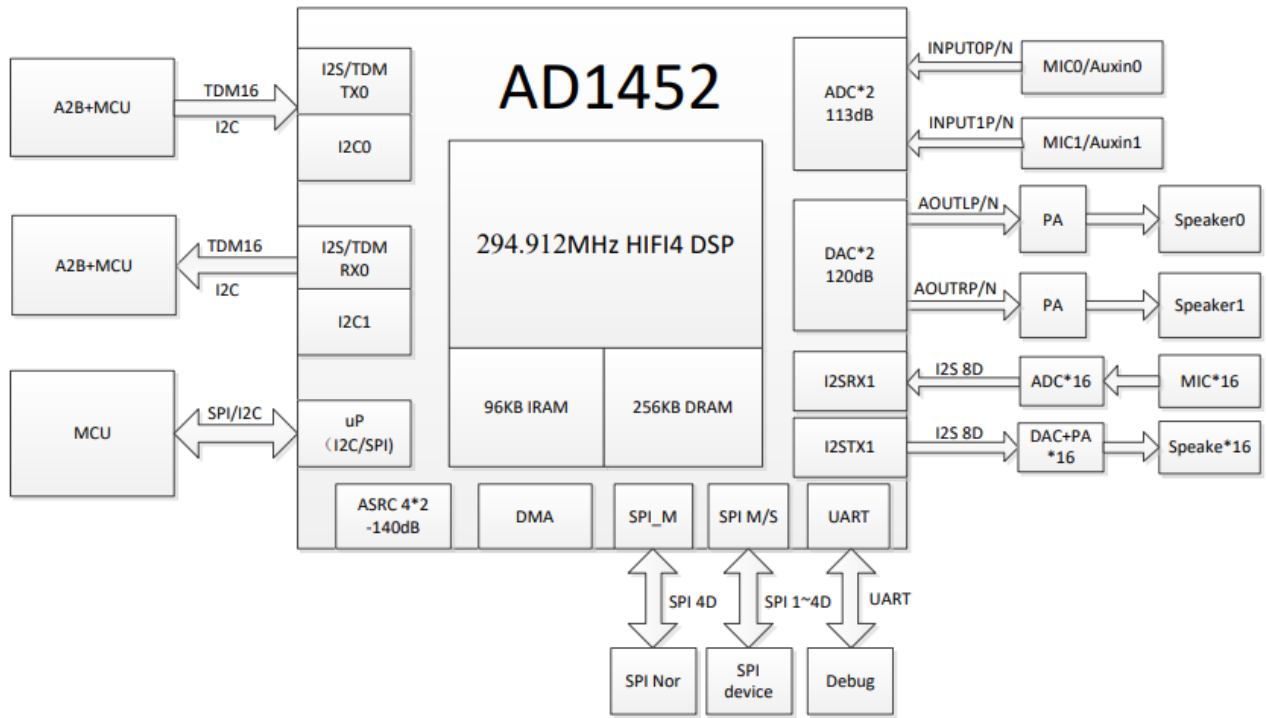 AD1452
A2B+MCU
TDM16
I2C
I2S/TDM
TX0
I2C0
A2B+MCU
TDM16
I2C
I2S/TDM
RX0
I2C1
MCU
SPI/I2C
uP
（I2C/SPI)
294.912MHz HIFI4 DSP
96KB IRAM
256KB DRAM
ADC*2
113dB
INPUT0P/N
MIC0/Auxin0
INPUT1P/N
MIC1/Auxin1
DAC*2
120dB
AOUTLP/N
PA
Speaker0
AOUTRP/N
PA
Speaker1
I2SRX1
I2S 8D
ADC*16
MIC*16
I2STX1
I2S 8D
DAC+PA
*16
Speake*16
ASRC 4*2
-140dB
DMA
SPI_M
SPI M/S
UART
SPI 4D
SPI 1~4D
UART
SPI Nor
SPI
device
Debug